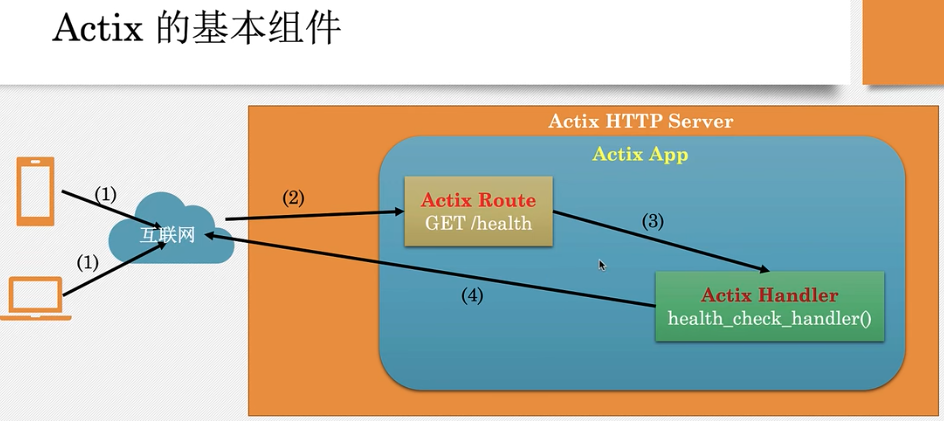 Actix 的基本组件
Actix HTTP Server
Actix App
(1)
(2)
Actix Route
GET /health
(3)
互联网
(1)
(4)
Actix Handler
health_check_handler()